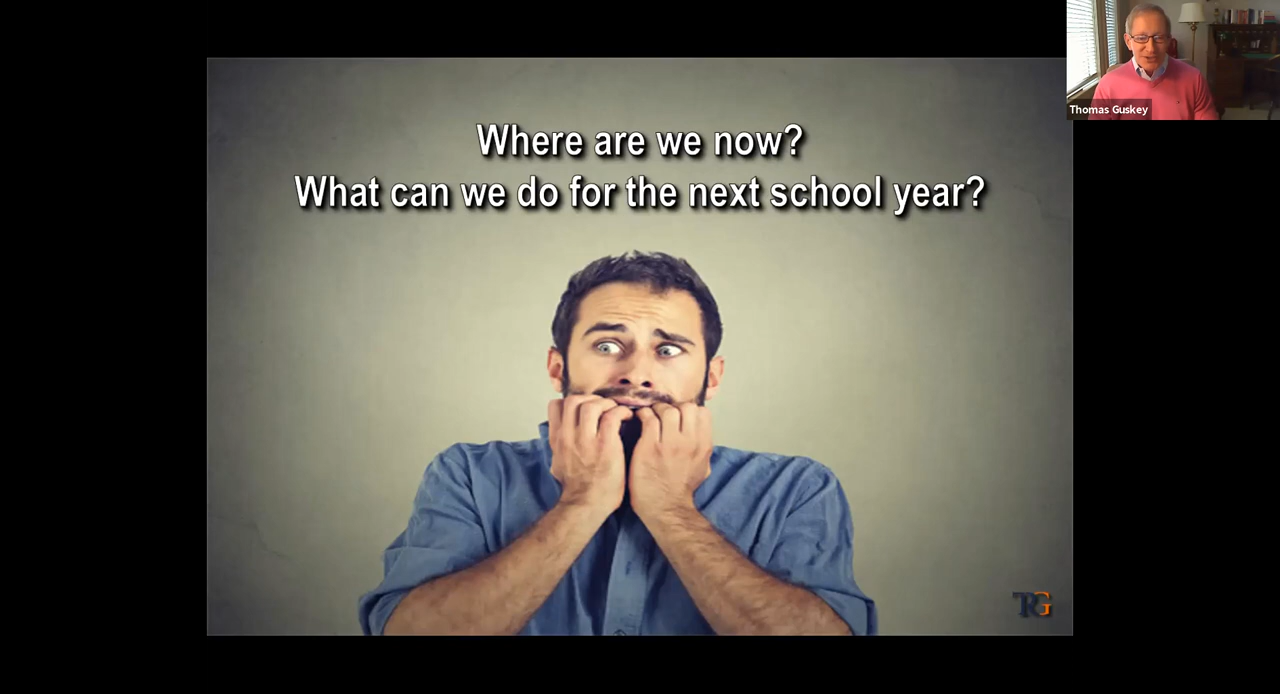 Where are we now?
What can we do for the next school year?
Thomas Guskey
TRG